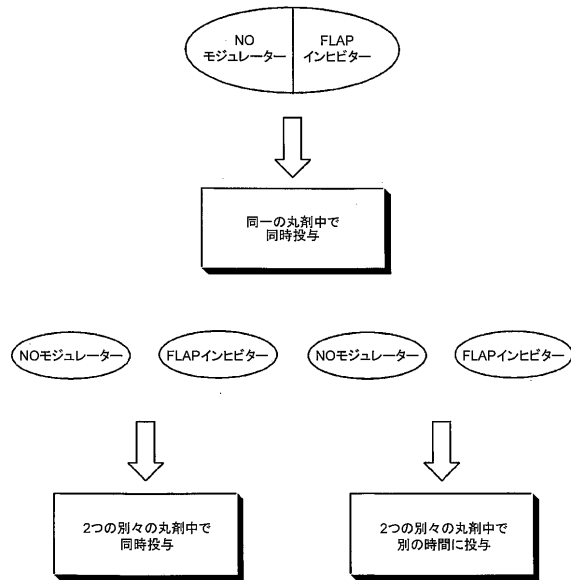 NO
モジュレーター
FLAP
インヒビター
同一の丸剤中で
同時投与
NOモジュレーター
FLAPインヒビター
NOモジュレーター
FLAPインヒビター
2つの別々の丸剤中で
同時投与
2つの別々の丸剤中で
別の時間に投与